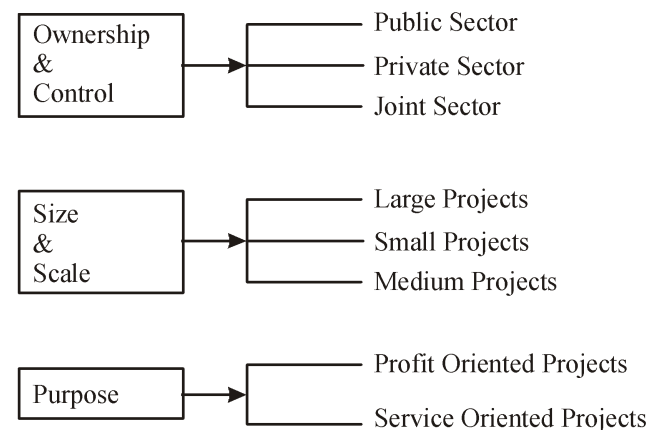 Ownership
&
Control
Public Sector
Private Sector
Joint Sector
Size
&
Scale
Large Projects
Small Projects
Medium Projects
Purpose
Profit Oriented Projects
Service Oriented Projects